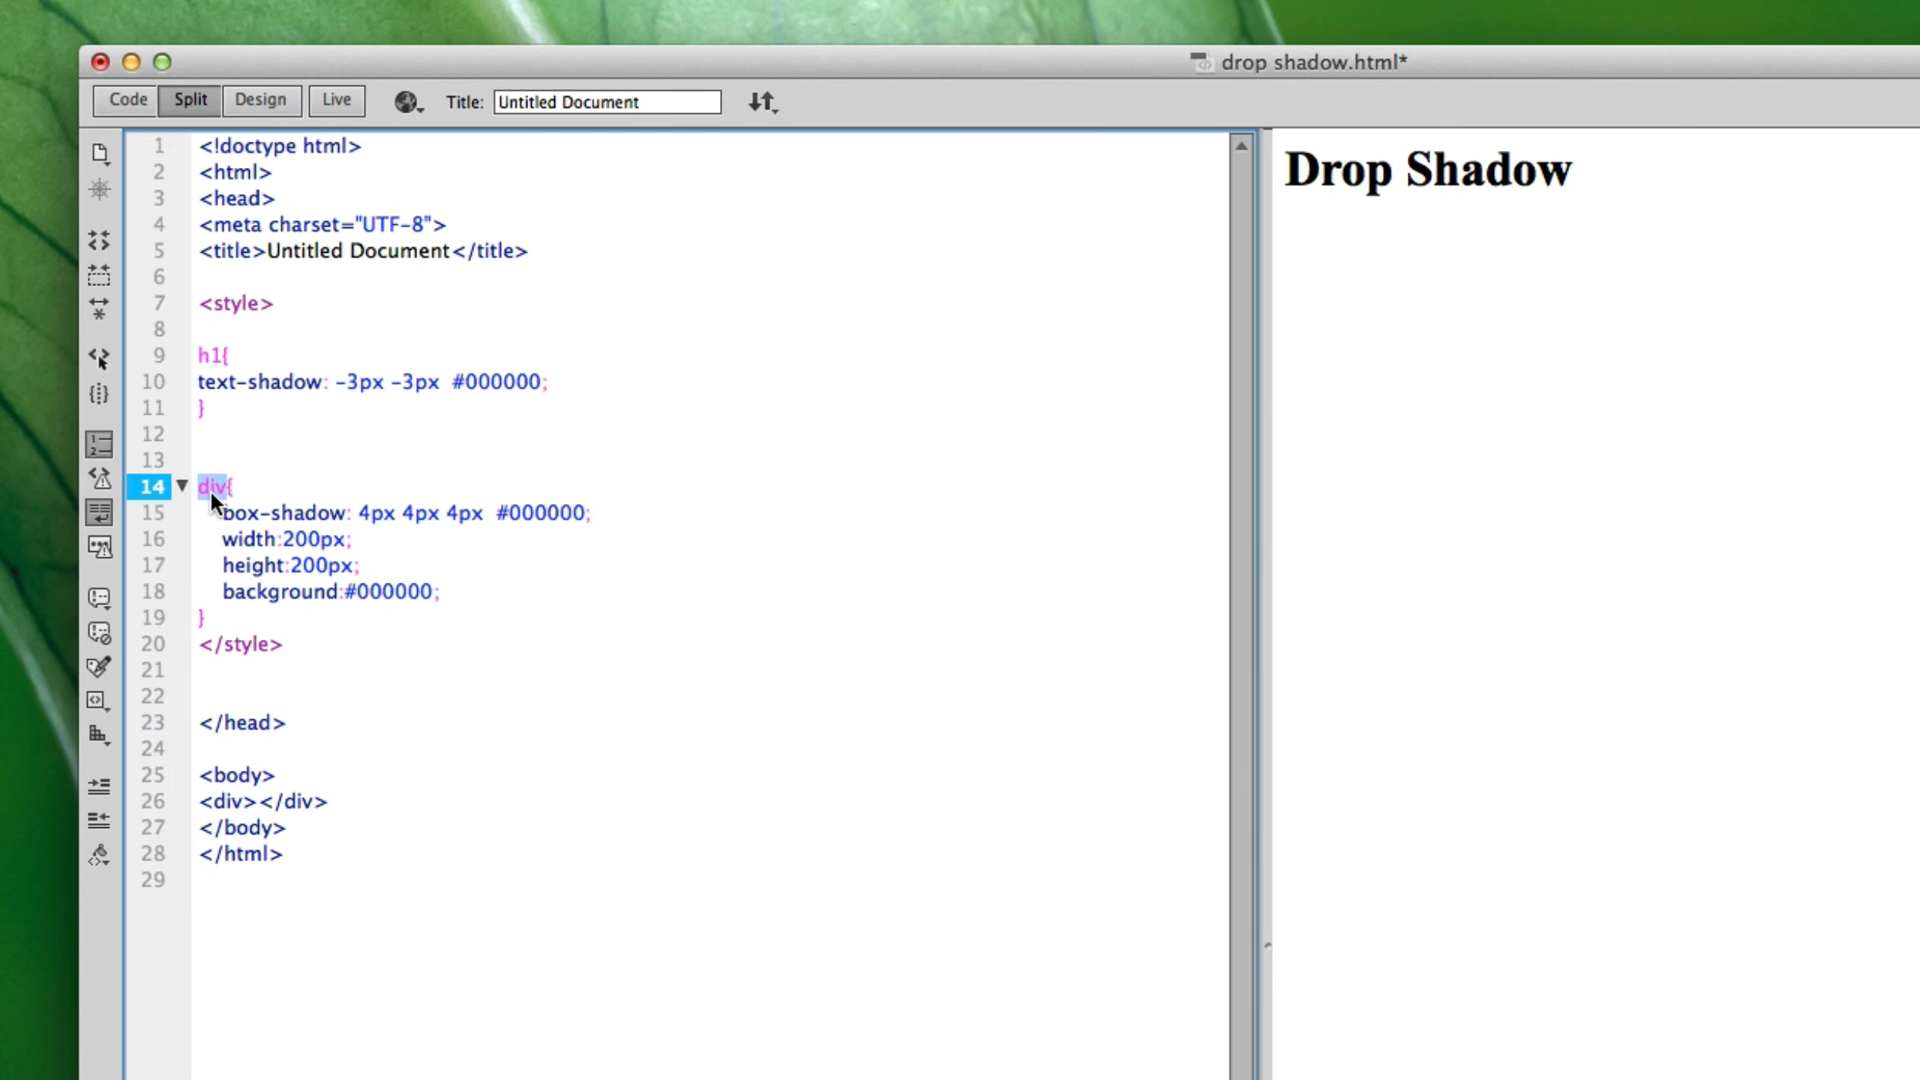 drop shadow.html*
Code Split Design Live Title: Untitled Document
1 <!doctype html>
2 <html>
3 <head>
4 <meta charset="UTF-8">
5 <title>Untitled Document</title>
6
7 <style>
8
9 h1{
10 text-shadow: -3px -3px  #000000;
11 }
12
13
14 div{
15 box-shadow: 4px 4px 4px  #000000;
16 width:200px;
17 height:200px;
18 background:#000000;
19 }
20 </style>
21
22
23 </head>
24
25 <body>
26 <div></div>
27 </body>
28 </html>
29
Drop Shadow